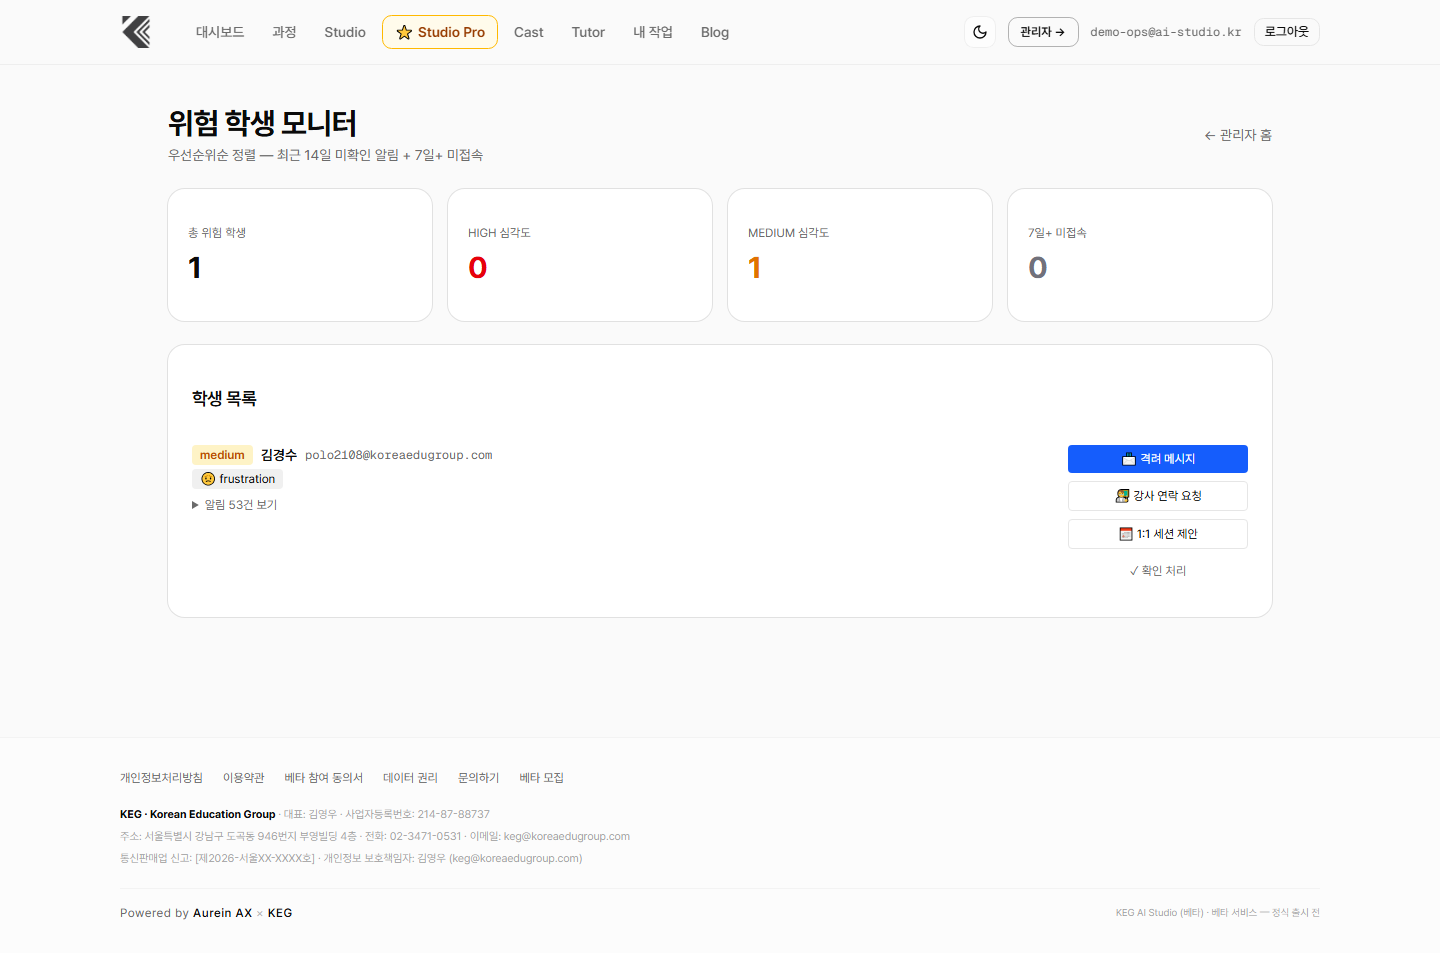 대시보드 과정 Studio Studio Pro Cast Tutor 내 작업 Blog 관리자 → demo-ops@ai-studio.kr 로그아웃
위험 학생 모니터
우선순위순 정렬 — 최근 14일 미확인 알림 + 7일+ 미접속
← 관리자 홈
총 위험 학생
1
HIGH 심각도
0
MEDIUM 심각도
1
7일+ 미접속
0
학생 목록
medium 김경수 polo2108@koreaedugroup.com
frustration
▶ 알림 53건 보기
격려 메시지
강사 연락 요청
1:1 세션 제안
✓ 확인 처리
개인정보처리방침 이용약관 베타 참여 동의서 데이터 권리 문의하기 베타 모집
KEG · Korean Education Group · 대표: 김영우 · 사업자등록번호: 214-87-88737
주소: 서울특별시 강남구 도곡동 946번지 부영빌딩 4층 · 전화: 02-3471-0531 · 이메일: keg@koreaedugroup.com
통신판매업 신고: [제2026-서울XX-XXXX호] · 개인정보 보호책임자: 김영우 (keg@koreaedugroup.com)
Powered by Aurein AX × KEG
KEG AI Studio (베타) · 베타 서비스 — 정식 출시 전